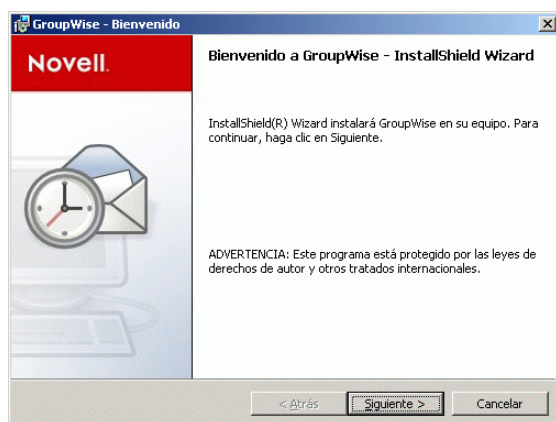 GroupWise - Bienvenido
Novell.
Bienvenido a GroupWise - InstallShield Wizard
InstallShield(R) Wizard instalará GroupWise en su equipo. Para
continuar, haga clic en Siguiente.
ADVERTENCIA: Este programa está protegido por las leyes de
derechos de autor y otros tratados internacionales.
< Atrás
Siguiente >
Cancelar